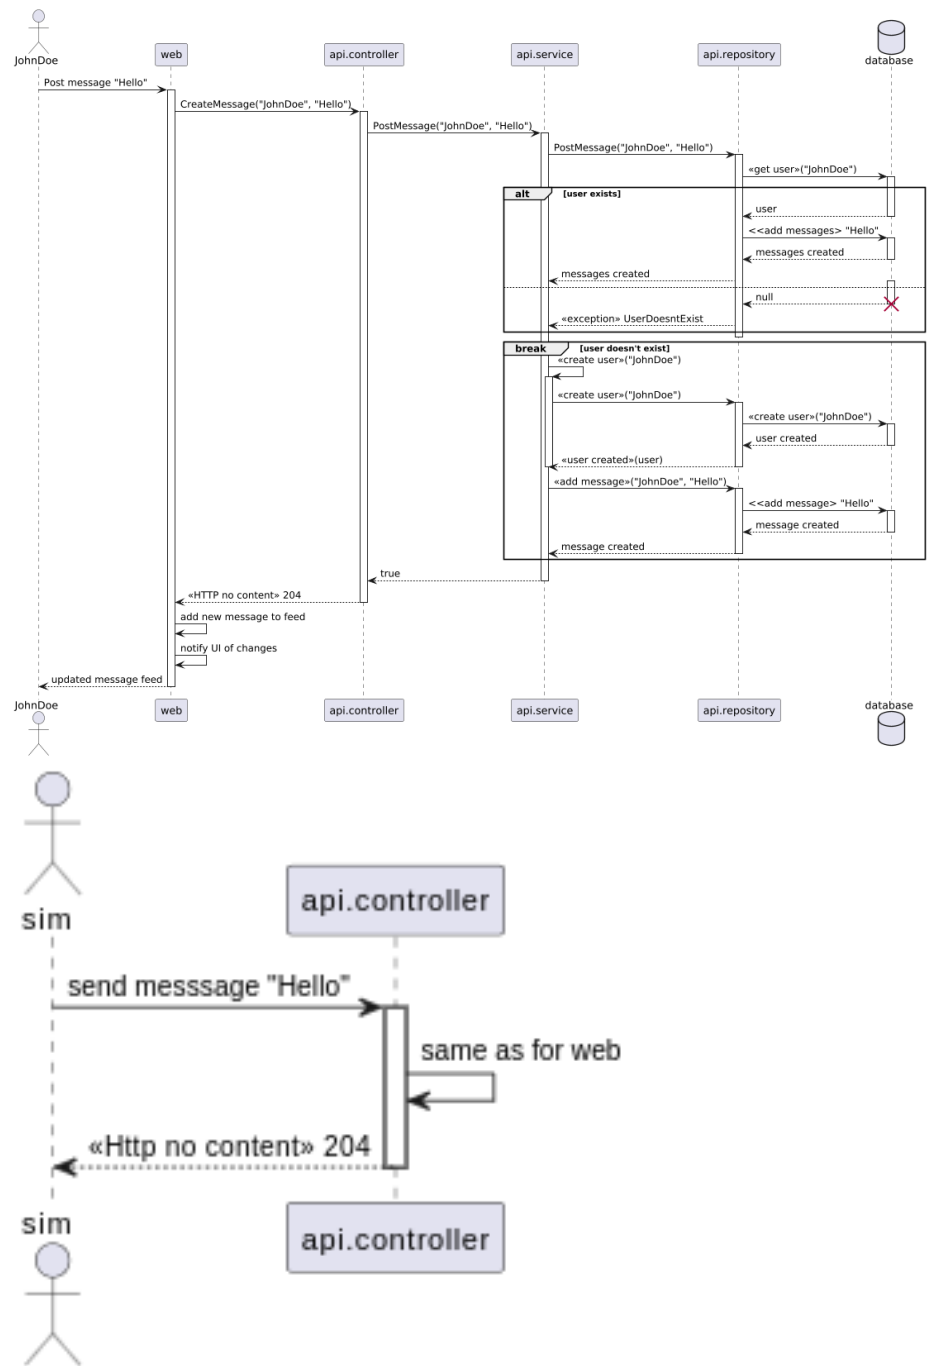 JohnDoe
web
api.controller
api.service
api.repository
database
Post message "Hello"
CreateMessage("JohnDoe", "Hello")
PostMessage("JohnDoe", "Hello")
PostMessage("JohnDoe", "Hello")
«get user»("JohnDoe")
alt
[user exists]
user
<<add messages> "Hello"
messages created
messages created
null
«exception» UserDoesntExist
break
[user doesn't exist]
«create user»("JohnDoe")
«create user»("JohnDoe")
«create user»("JohnDoe")
user created
«user created»(user)
«add message»("JohnDoe", "Hello")
<<add message> "Hello"
message created
message created
true
«HTTP no content» 204
add new message to feed
notify UI of changes
updated message feed
JohnDoe
web
api.controller
api.service
api.repository
database
sim
api.controller
send messsage "Hello"
same as for web
«Http no content» 204
sim
api.controller